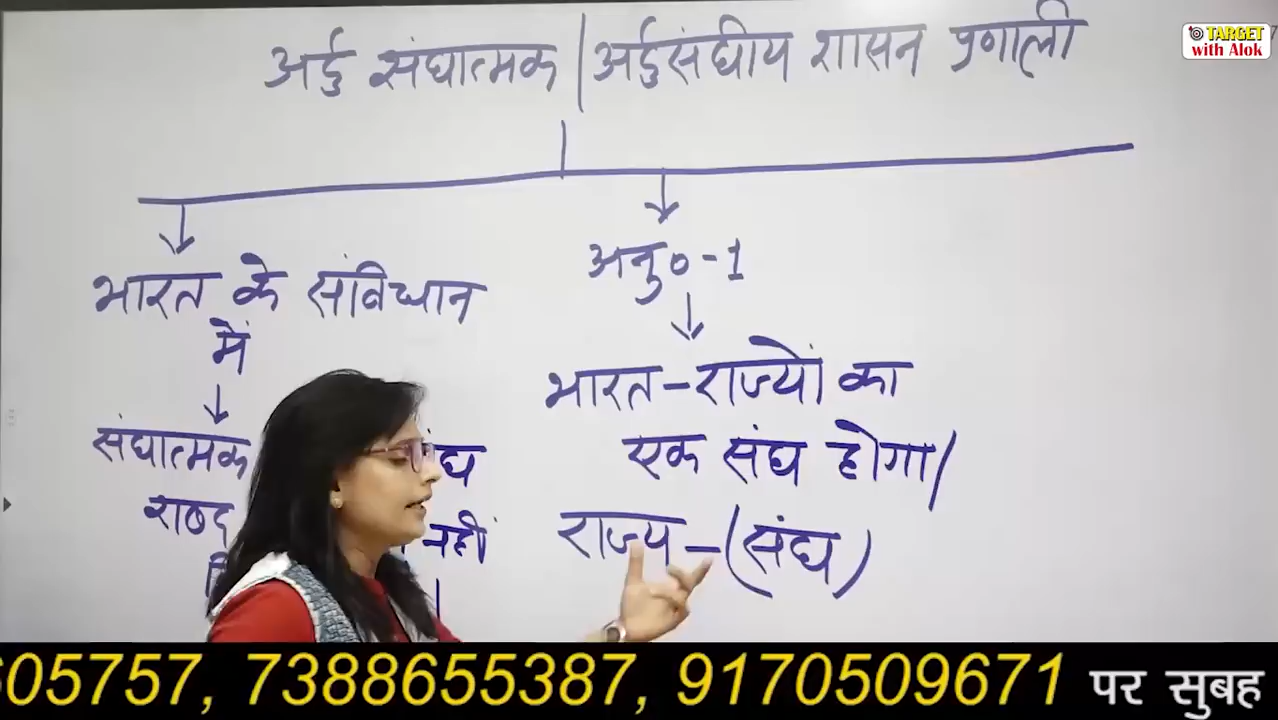 अर्द्ध संघात्मक | अर्द्धसंघीय शासन प्रणाली
TARGET
with Alok
भारत के संविधान
में
संघात्मक
शब्द
नहीं
अनु०-1
भारत-राज्यों का
एक संघ होगा।
राज्य-(संघ)
605757, 7388655387, 9170509671 पर सुबह